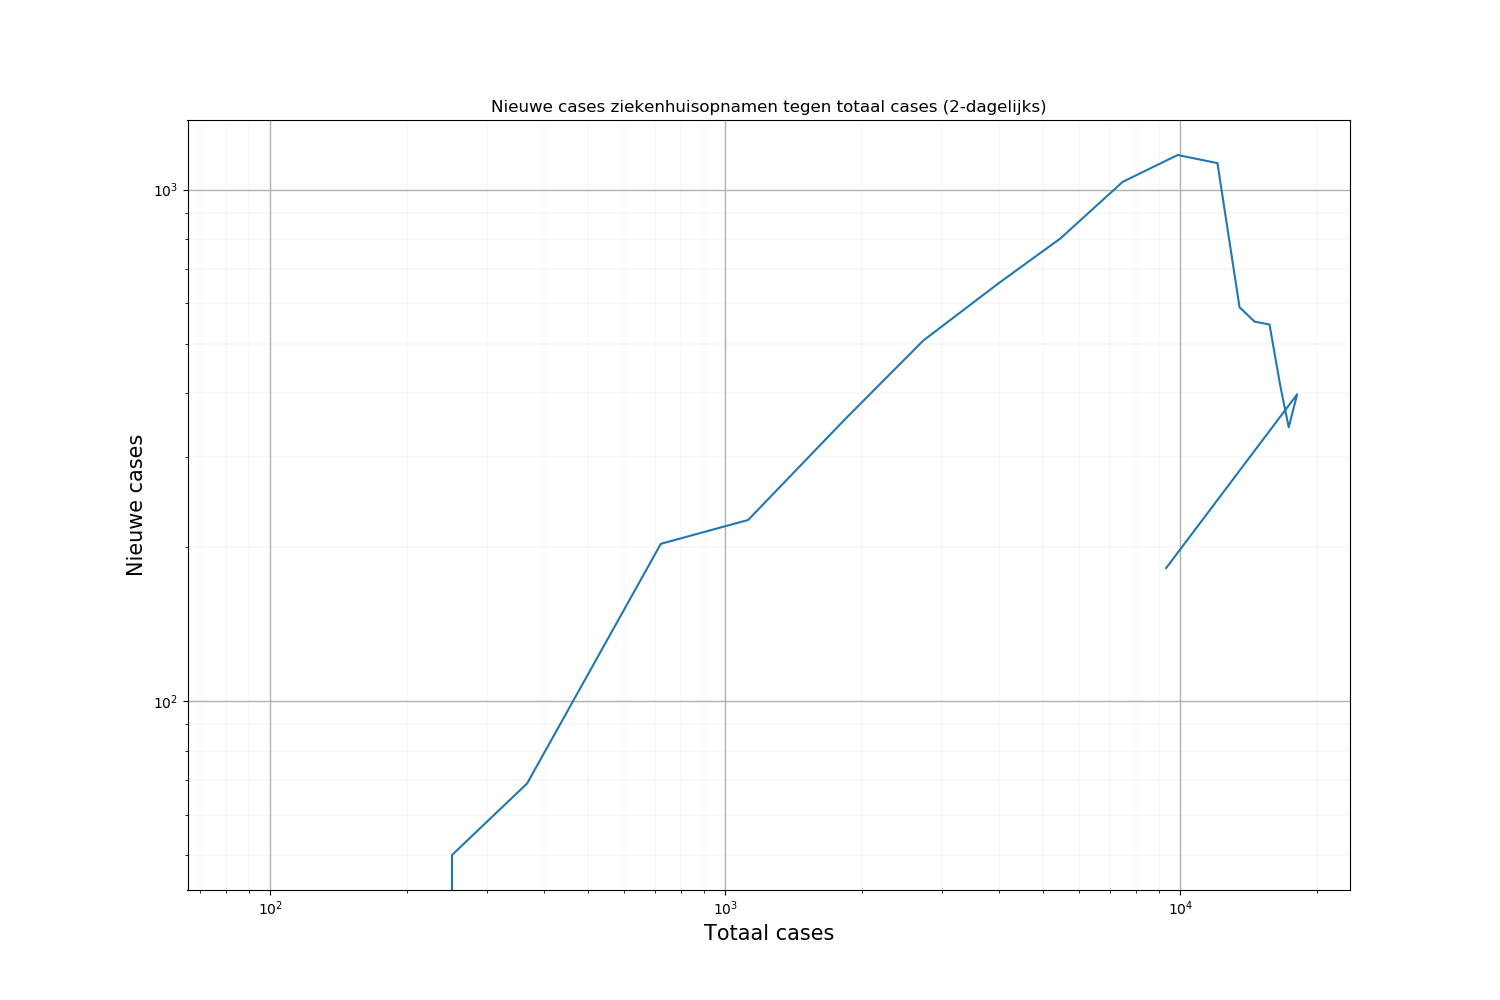 Nieuwe cases ziekenhuisopnamen tegen totaal cases (2-dagelijks)
10³
10²
Nieuwe cases
10² 10³ 10⁴
Totaal cases